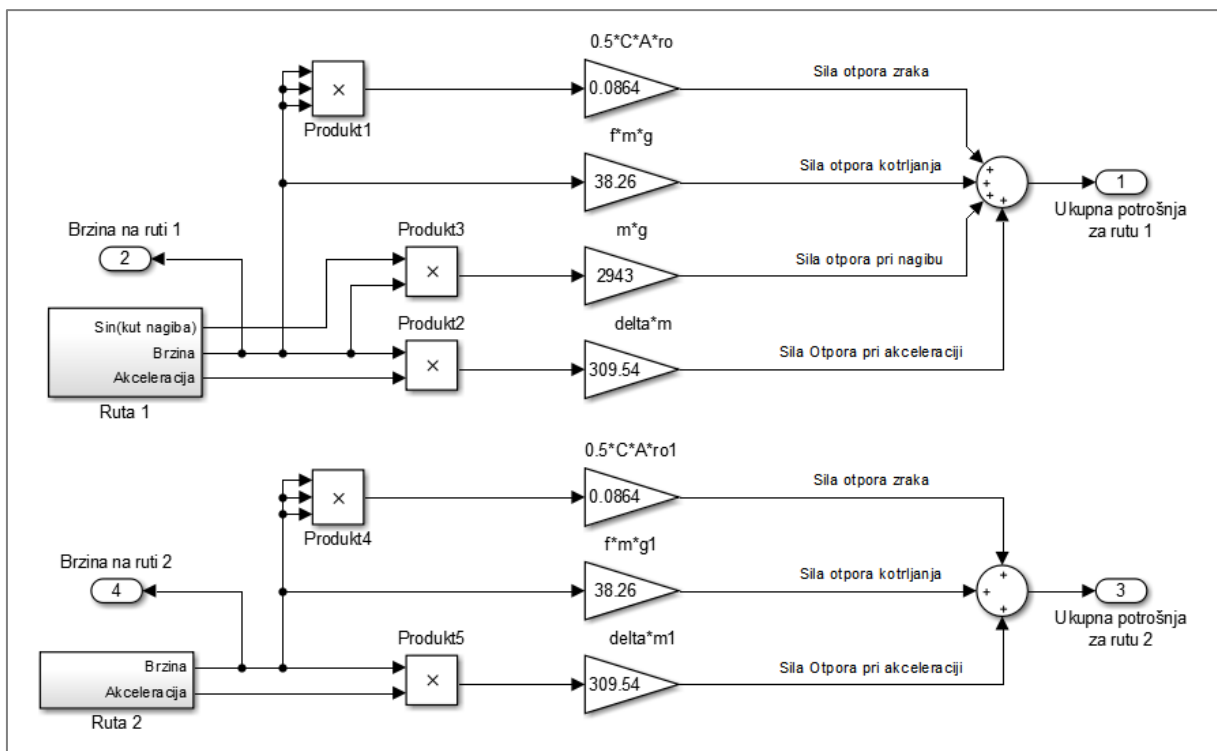 0.5*C*A*ro
0.0864
Sila otpora zraka
×
Produkt1
f*m*g
38.26
Sila otpora kotrljanja
+
+
+
+
1
Ukupna potrošnja
za rutu 1
Brzina na ruti 1
2
Produkt3
×
m*g
2943
Sila otpora pri nagibu
Sin(kut nagiba)
Brzina
Akceleracija
Ruta 1
Produkt2
×
delta*m
309.54
Sila Otpora pri akceleraciji
0.5*C*A*ro1
0.0864
Sila otpora zraka
×
Produkt4
f*m*g1
38.26
Sila otpora kotrljanja
+
+
+
3
Ukupna potrošnja
za rutu 2
Brzina na ruti 2
4
Produkt5
×
delta*m1
309.54
Sila Otpora pri akceleraciji
Brzina
Akceleracija
Ruta 2